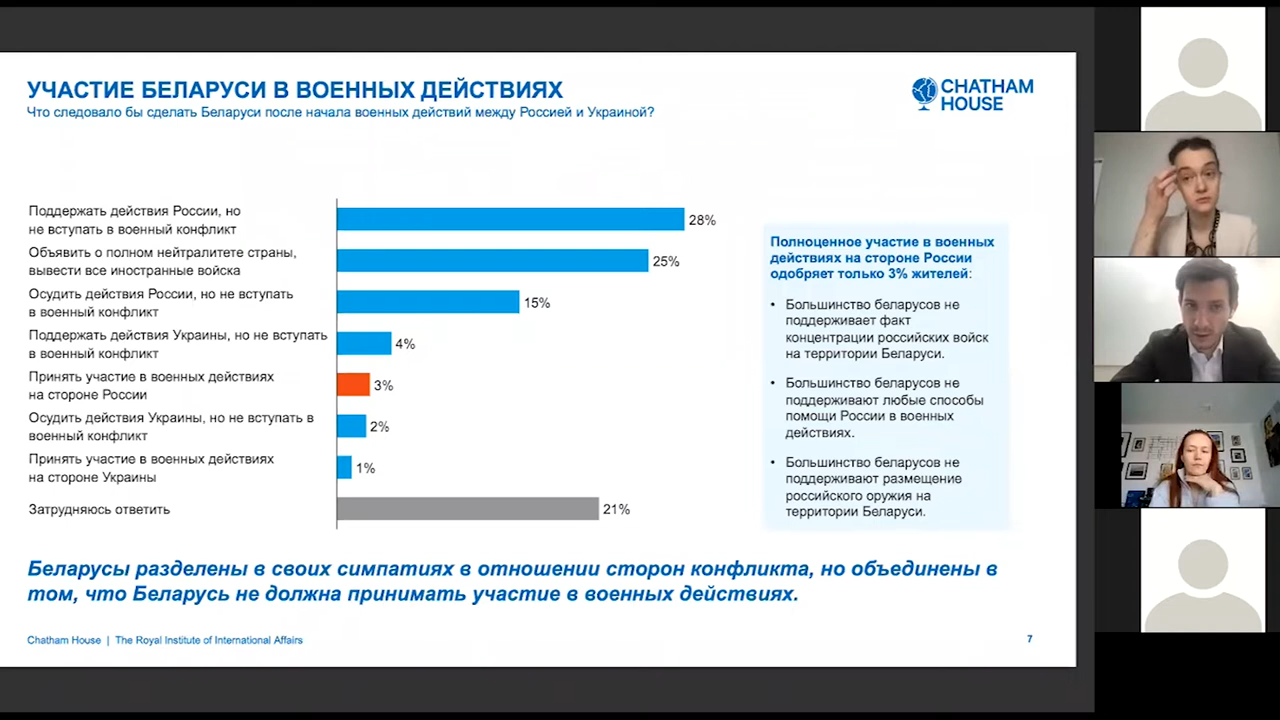 УЧАСТИЕ БЕЛАРУСИ В ВОЕННЫХ ДЕЙСТВИЯХ
Что следовало бы сделать Беларуси после начала военных действий между Россией и Украиной?
CHATHAM
HOUSE
Поддержать действия России, но
не вступать в военный конфликт
28%
Объявить о полном нейтралитете страны,
вывести все иностранные войска
25%
Осудить действия России, но не вступать
в военный конфликт
15%
Поддержать действия Украины, но не вступать
в военный конфликт
4%
Принять участие в военных действиях
на стороне России
3%
Осудить действия Украины, но не вступать в
военный конфликт
2%
Принять участие в военных действиях
на стороне Украины
1%
Затрудняюсь ответить
21%
Полноценное участие в военных
действиях на стороне России
одобряет только 3% жителей:
• Большинство беларусов не
поддерживает факт
концентрации российских войск
на территории Беларуси.
• Большинство беларусов не
поддерживают любые способы
помощи России в военных
действиях.
• Большинство беларусов не
поддерживают размещение
российского оружия на
территории Беларуси.
Беларусы разделены в своих симпатиях в отношении сторон конфликта, но объединены в
том, что Беларусь не должна принимать участие в военных действиях.
Chatham House | The Royal Institute of International Affairs
7